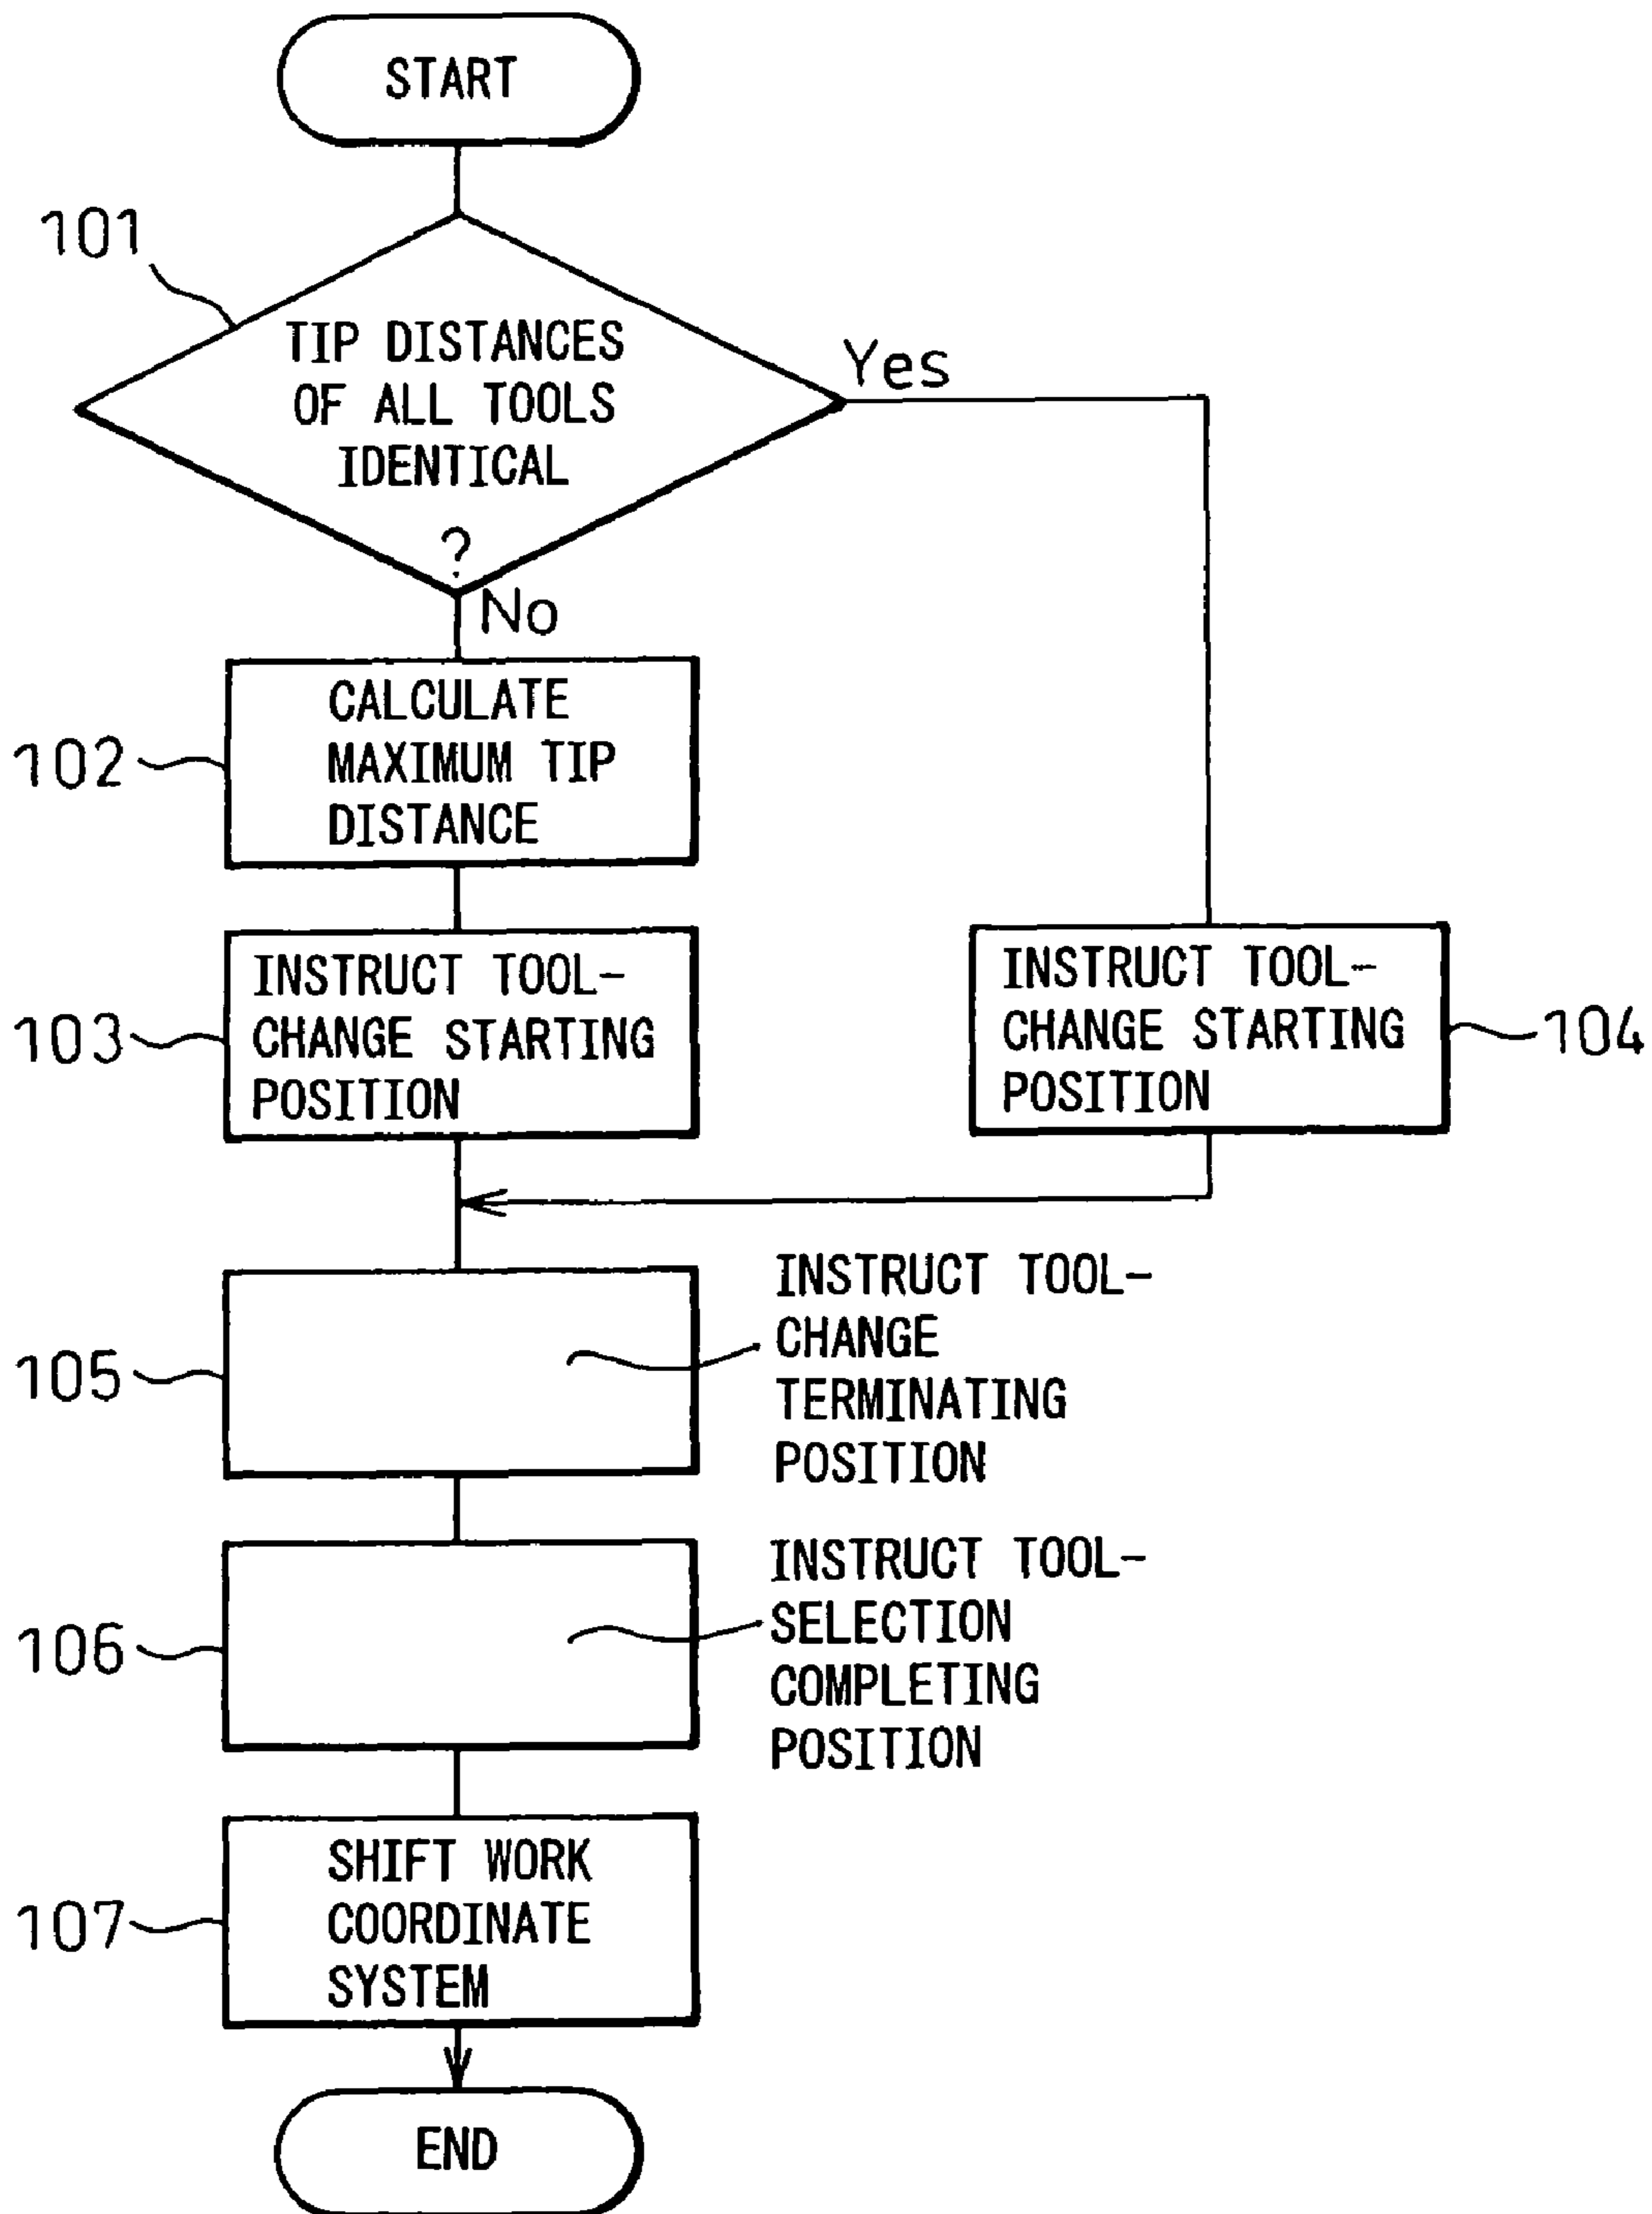 START
101
TIP DISTANCES
OF ALL TOOLS
IDENTICAL
?
Yes
No
102
CALCULATE
MAXIMUM TIP
DISTANCE
103
INSTRUCT TOOL-
CHANGE STARTING
POSITION
INSTRUCT TOOL-
CHANGE STARTING
POSITION
104
105
INSTRUCT TOOL-
CHANGE
TERMINATING
POSITION
106
INSTRUCT TOOL-
SELECTION
COMPLETING
POSITION
107
SHIFT WORK
COORDINATE
SYSTEM
END